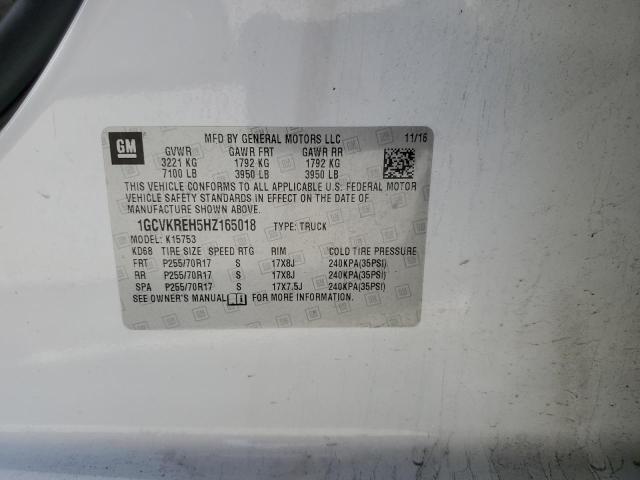 GM
MFD BY GENERAL MOTORS LLC 11/16
GVWR GAWR FRT GAWR RR
3221 KG 1792 KG 1792 KG
7100 LB 3950 LB 3950 LB
THIS VEHICLE CONFORMS TO ALL APPLICABLE U.S. FEDERAL MOTOR
VEHICLE SAFETY STANDARDS IN EFFECT ON THE DATE OF
MANUFACTURE SHOWN ABOVE.
1GCVKREH5HZ165018 TYPE: TRUCK
MODEL: K15753
KD68 TIRE SIZE SPEED RTG RIM COLD TIRE PRESSURE
FRT P255/70R17 S 17X8J 240KPA(35PSI)
RR P255/70R17 S 17X8J 240KPA(35PSI)
SPA P255/70R17 S 17X7.5J 240KPA(35PSI)
SEE OWNER'S MANUAL FOR MORE INFORMATION.